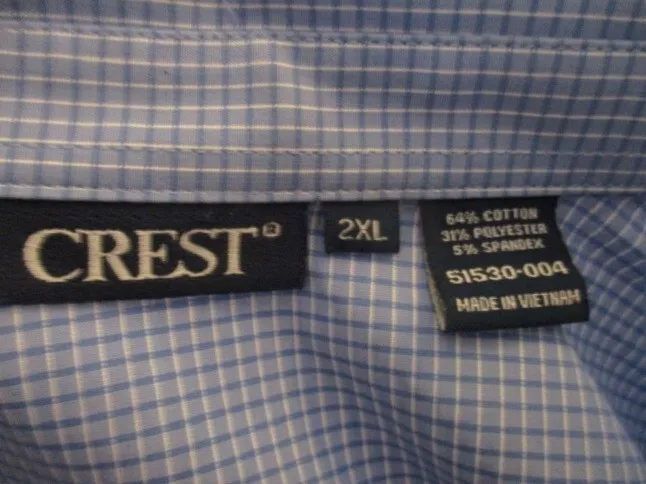 CREST®
2XL
64% COTTON
31% POLYESTER
5% SPANDEX
51530-004
MADE IN VIETNAM